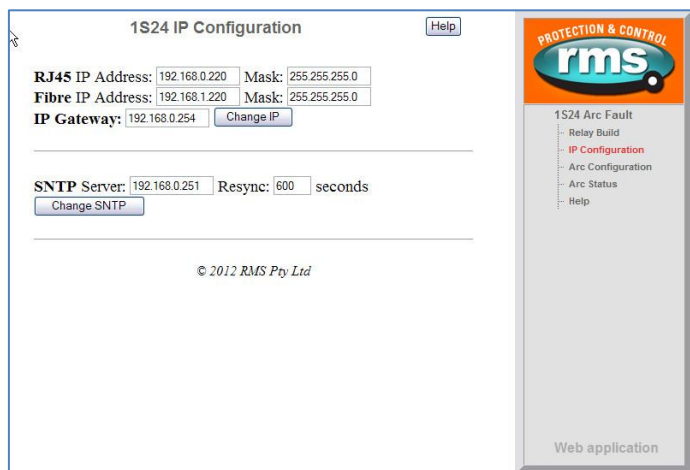 1S24 IP Configuration
Help
RJ45 IP Address: 192.168.0.220 Mask: 255.255.255.0
Fibre IP Address: 192.168.1.220 Mask: 255.255.255.0
IP Gateway: 192.168.0.254 Change IP
SNTP Server: 192.168.0.251 Resync: 600 seconds
Change SNTP
© 2012 RMS Pty Ltd
PROTECTION & CONTROL
rms
1S24 Arc Fault
Relay Build
IP Configuration
Arc Configuration
Arc Status
Help
Web application